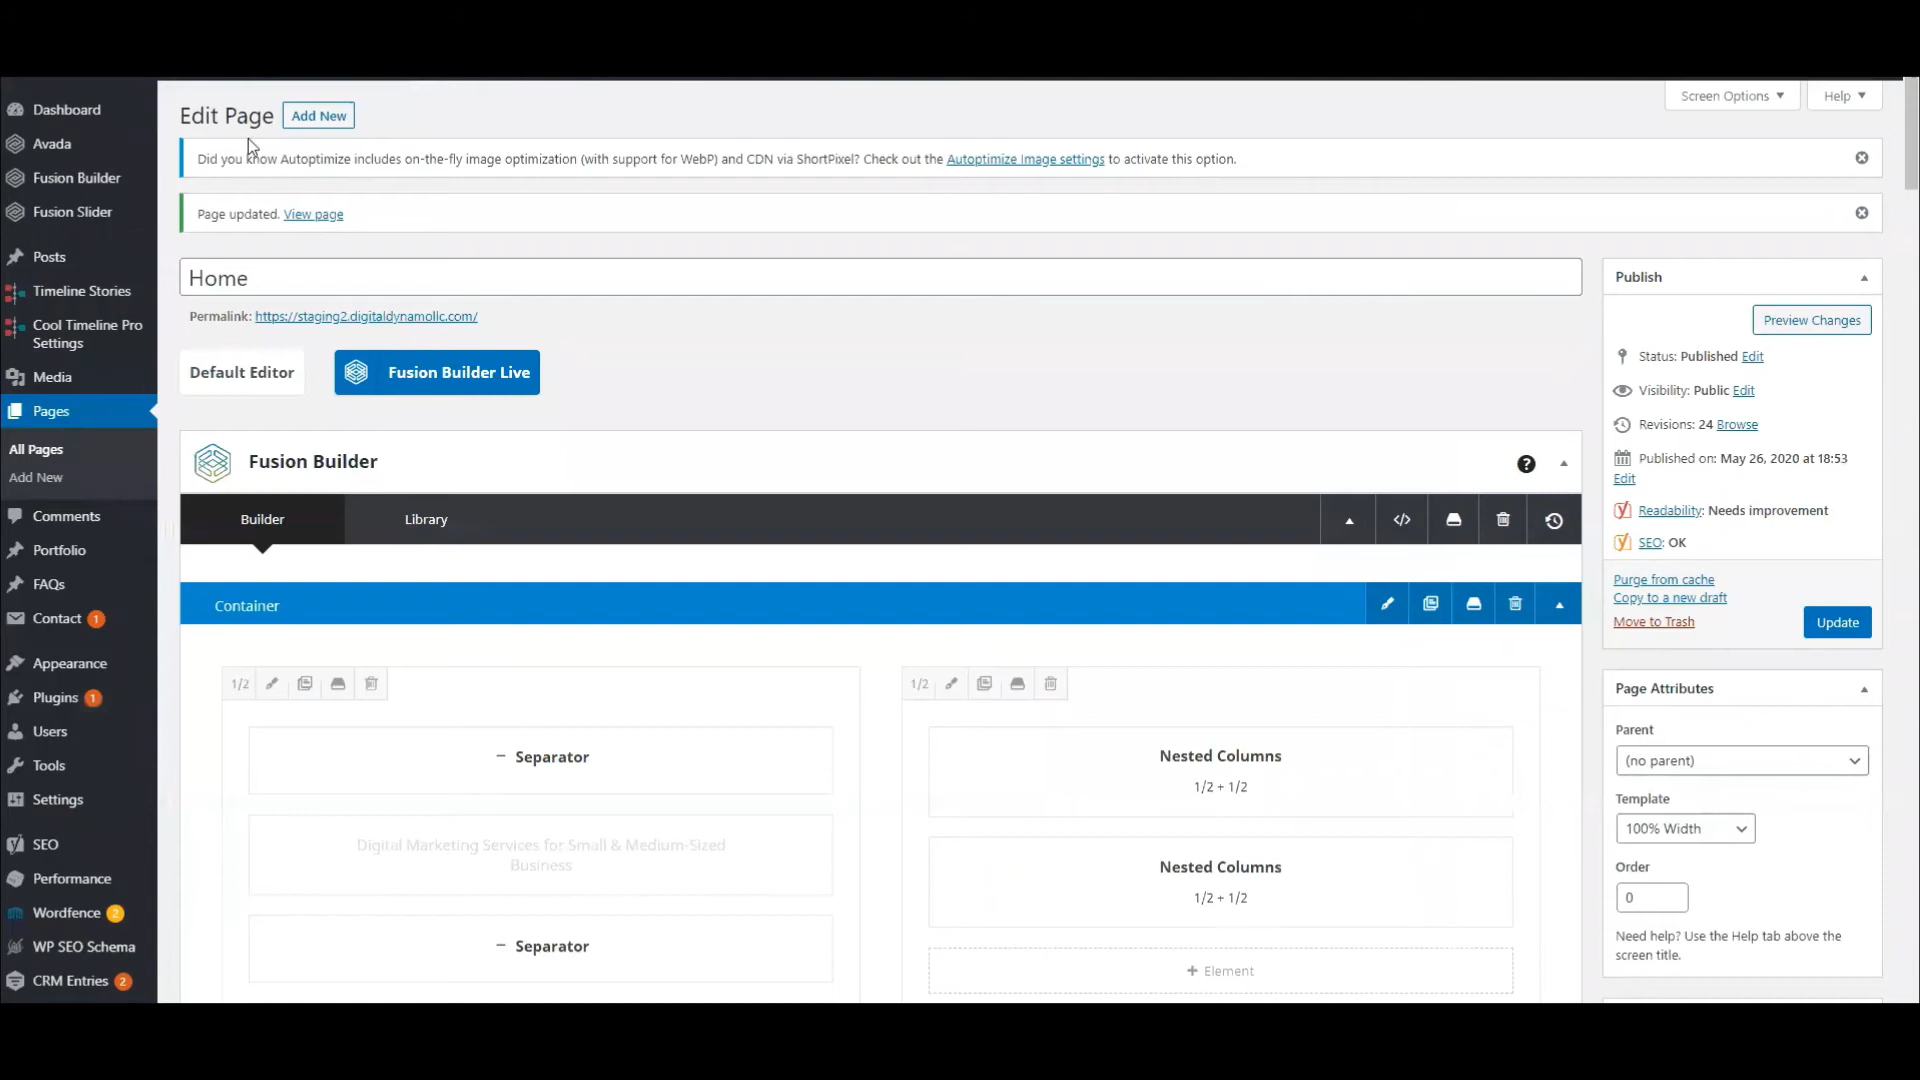 Dashboard
Avada
Fusion Builder
Fusion Slider
Posts
Timeline Stories
Cool Timeline Pro
Settings
Media
Pages
All Pages
Add New
Comments
Portfolio
FAQs
Contact 1
Appearance
Plugins 1
Users
Tools
Settings
SEO
Performance
Wordfence 2
WP SEO Schema
CRM Entries 2
Screen Options
Help
Edit Page Add New
Did you know Autoptimize includes on-the-fly image optimization (with support for WebP) and CDN via ShortPixel? Check out the Autoptimize Image settings to activate this option.
Page updated. View page
Home
Permalink: https://staging2.digitaldynamollc.com/
Default Editor
Fusion Builder Live
Fusion Builder
?
Builder
Library
</>
Container
1/2
Separator
Digital Marketing Services for Small & Medium-Sized
Business
Separator
1/2
Nested Columns
1/2 + 1/2
Nested Columns
1/2 + 1/2
+ Element
Publish
Preview Changes
Status: Published Edit
Visibility: Public Edit
Revisions: 24 Browse
Published on: May 26, 2020 at 18:53
Edit
Readability: Needs improvement
SEO: OK
Purge from cache
Copy to a new draft
Move to Trash
Update
Page Attributes
Parent
(no parent)
Template
100% Width
Order
0
Need help? Use the Help tab above the
screen title.